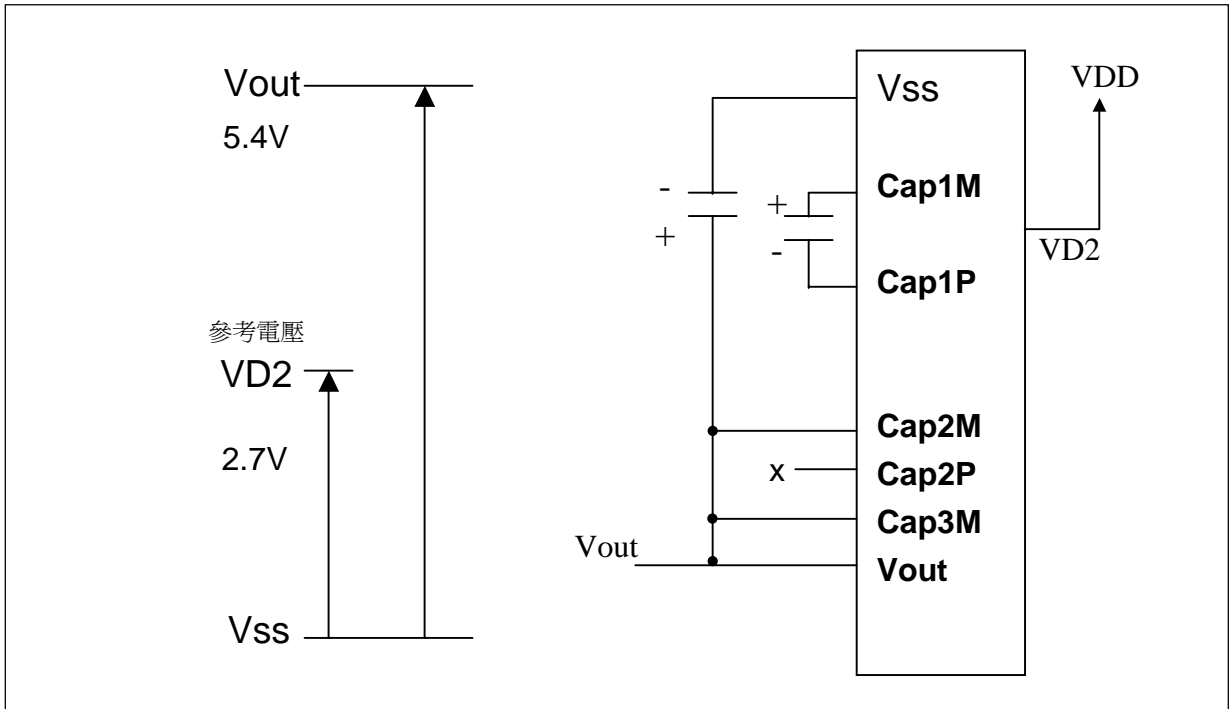 Vout
5.4V
參考電壓
VD2
2.7V
Vss
Vss
VDD
-
+
Cap1M
+
-
Cap1P
VD2
Cap2M
x
Cap2P
Cap3M
Vout
Vout